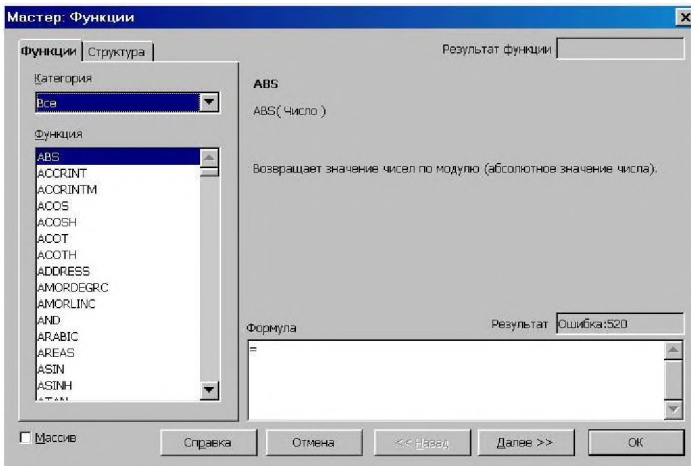 Мастер: Функции
Функции
Структура
Результат функции
Категория
Все
Функция
ABS
ACCRINT
ACCRINTM
ACOS
ACOSH
ACOT
ACOTH
ADDRESS
AMORDEGRC
AMORLINC
AND
ARABIC
AREAS
ASIN
ASINH
ATAN
ABS
ABS( Число )
Возвращает значение чисел по модулю (абсолютное значение числа).
Формула
Результат
Ошибка:520
=
Массив
Справка
Отмена
<< Назад
Далее >>
ОК